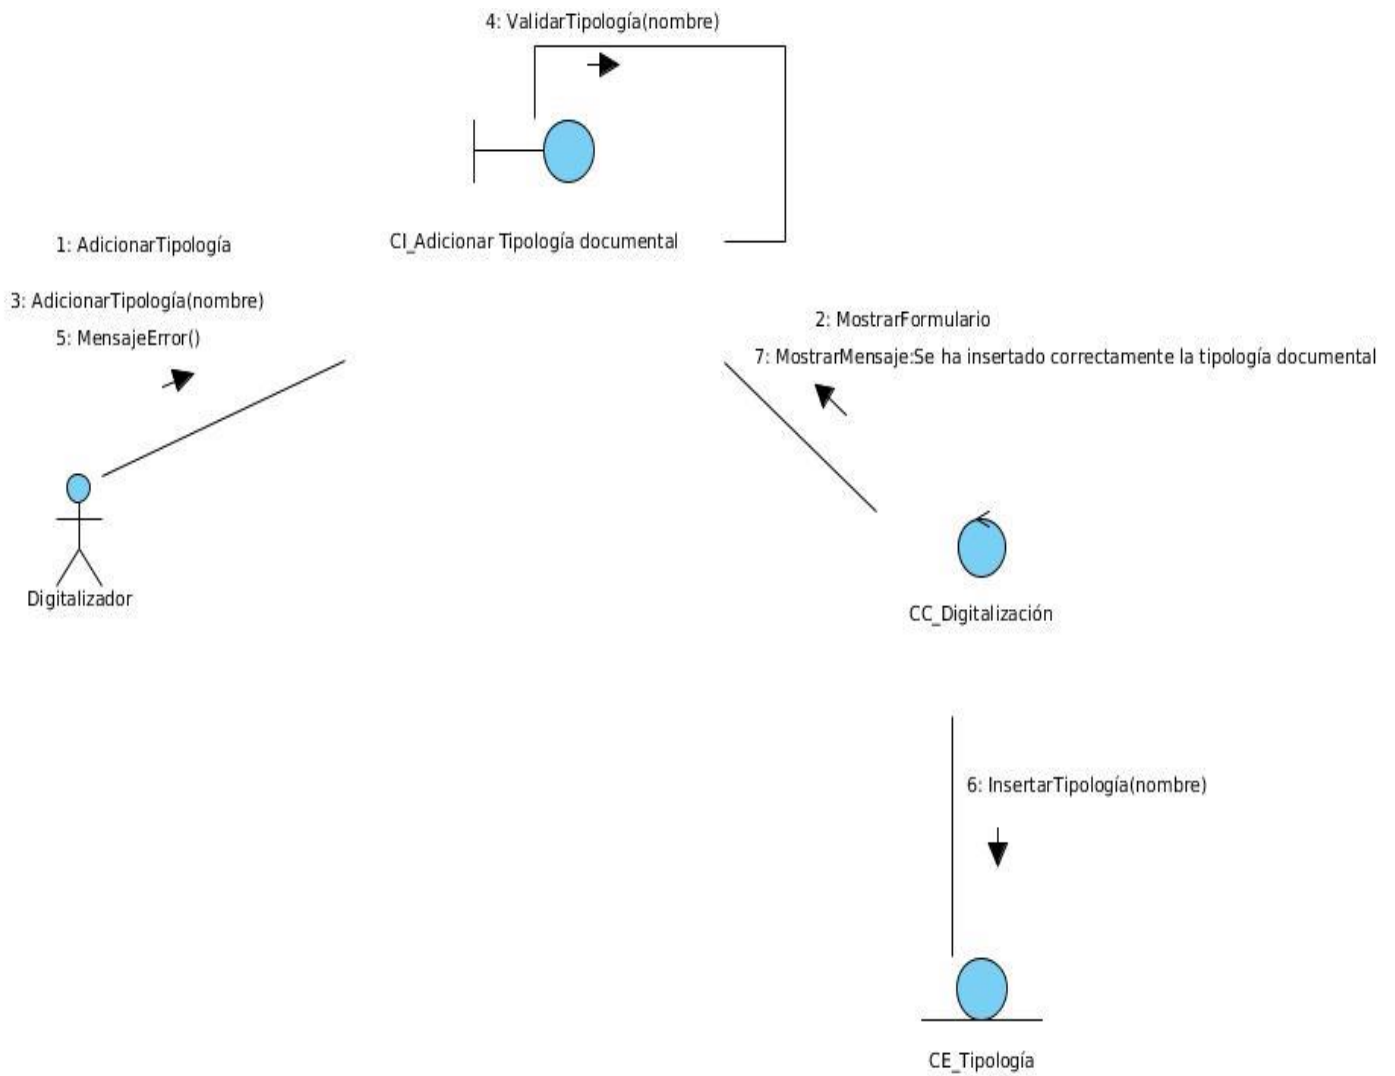 4: ValidarTipología(nombre)
CI_Adicionar Tipología documental
1: AdicionarTipología
3: AdicionarTipología(nombre)
5: MensajeError()
2: MostrarFormulario
7: MostrarMensaje:Se ha insertado correctamente la tipología documental
Digitalizador
CC_Digitalización
6: InsertarTipología(nombre)
CE_Tipología